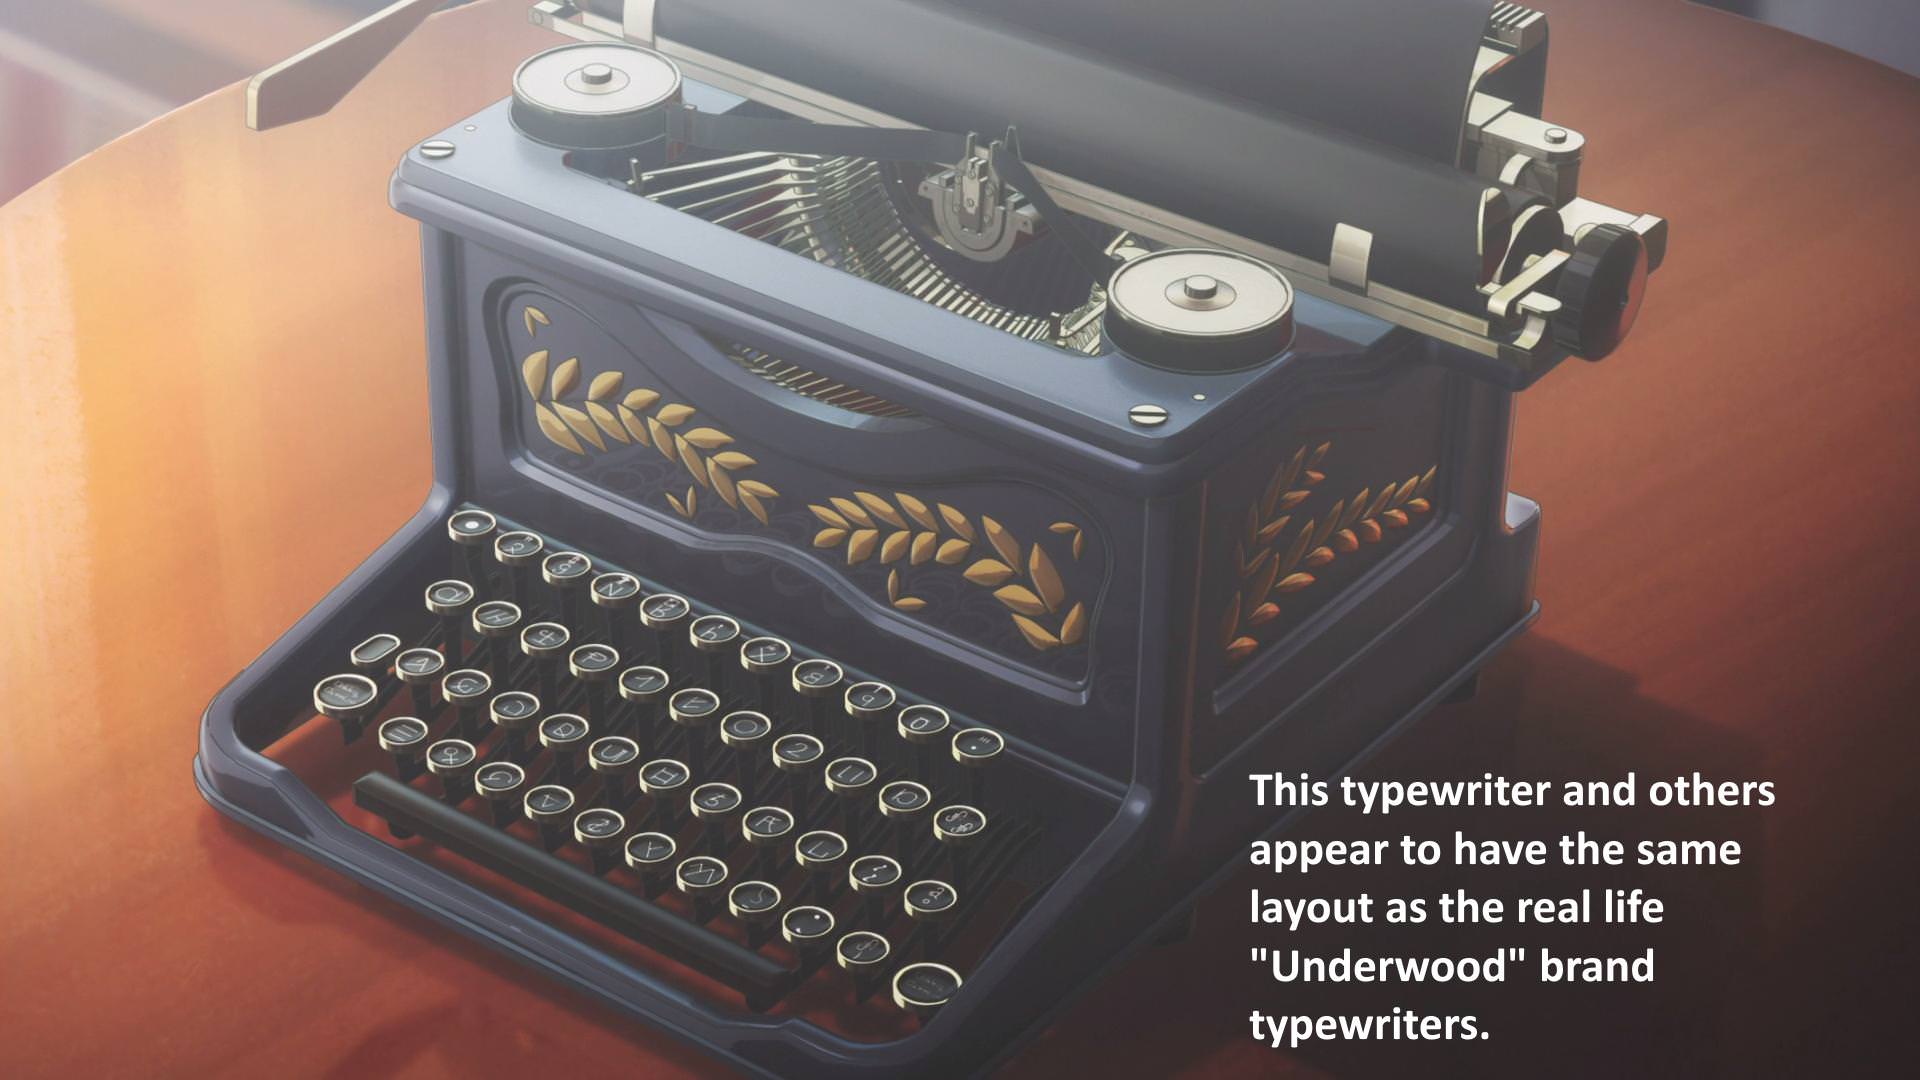 This typewriter and others
appear to have the same
layout as the real life
"Underwood" brand
typewriters.